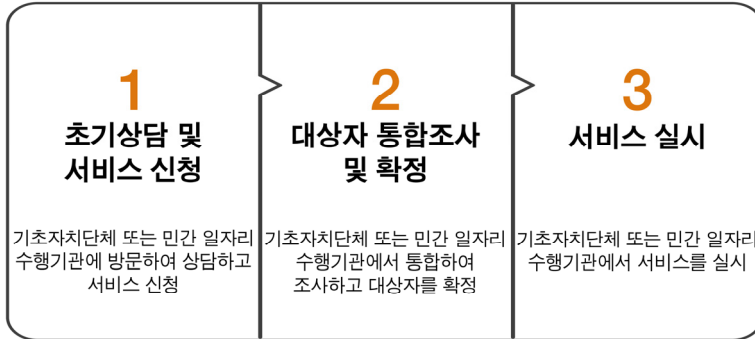 1
초기상담 및
서비스 신청
기초자치단체 또는 민간 일자리
수행기관에 방문하여 상담하고
서비스 신청
2
대상자 통합조사
및 확정
기초자치단체 또는 민간 일자리
수행기관에서 통합하여
조사하고 대상자를 확정
3
서비스 실시
기초자치단체 또는 민간 일자리
수행기관에서 서비스를 실시